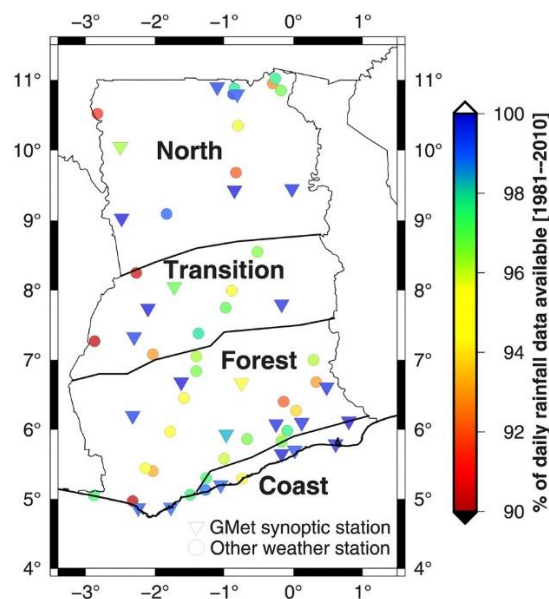 −3° −2° −1° 0° 1°
11°
10°
9°
8°
7°
6°
5°
4°
North
Transition
Forest
Coast
GMet synoptic station
Other weather station
−3° −2° −1° 0° 1°
11°
10°
9°
8°
7°
6°
5°
4°
100
98
96
94
92
90
% of daily rainfall data available [1981--2010]